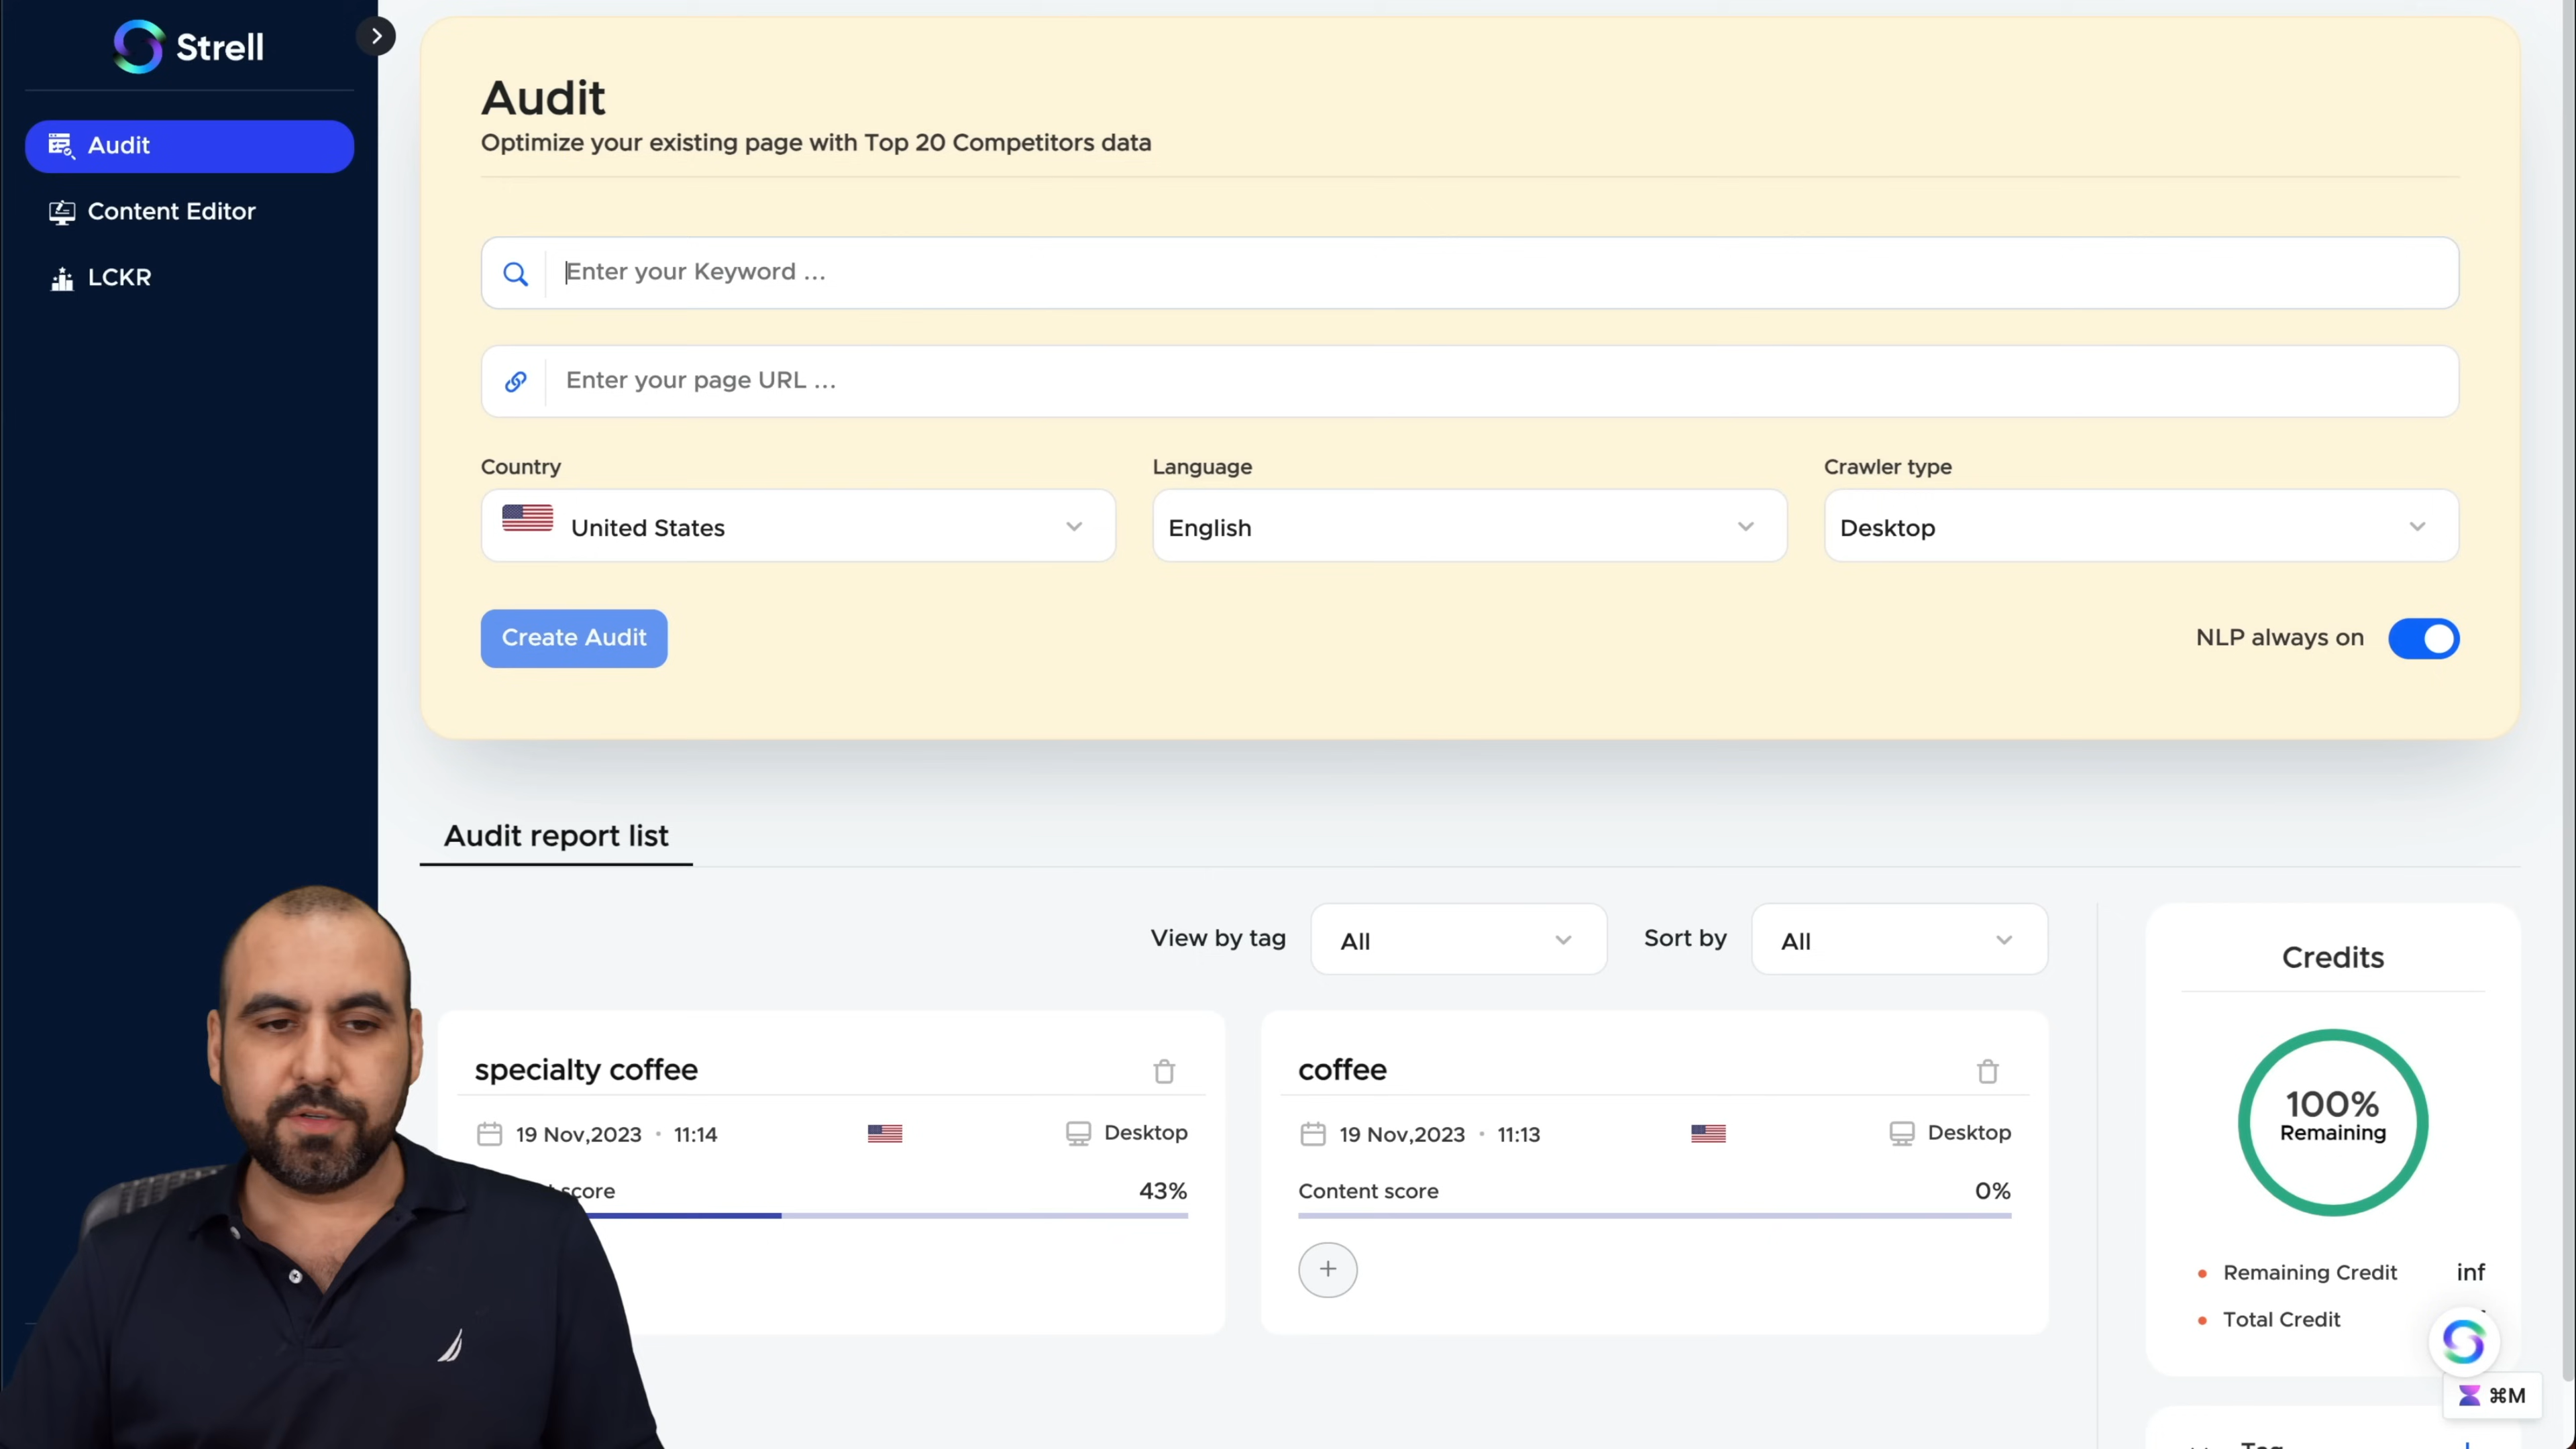 Strell
Audit
Content Editor
LCKR
Audit
Optimize your existing page with Top 20 Competitors data
Enter your Keyword ...
Enter your page URL ...
Country
Language
Crawler type
United States
English
Desktop
Create Audit
NLP always on
Audit report list
View by tag
All
Sort by
All
specialty coffee
19 Nov,2023 • 11:14
Desktop
score
43%
coffee
19 Nov,2023 • 11:13
Desktop
Content score
0%
+
Credits
100%
Remaining
Remaining Credit
inf
Total Credit
⌘M